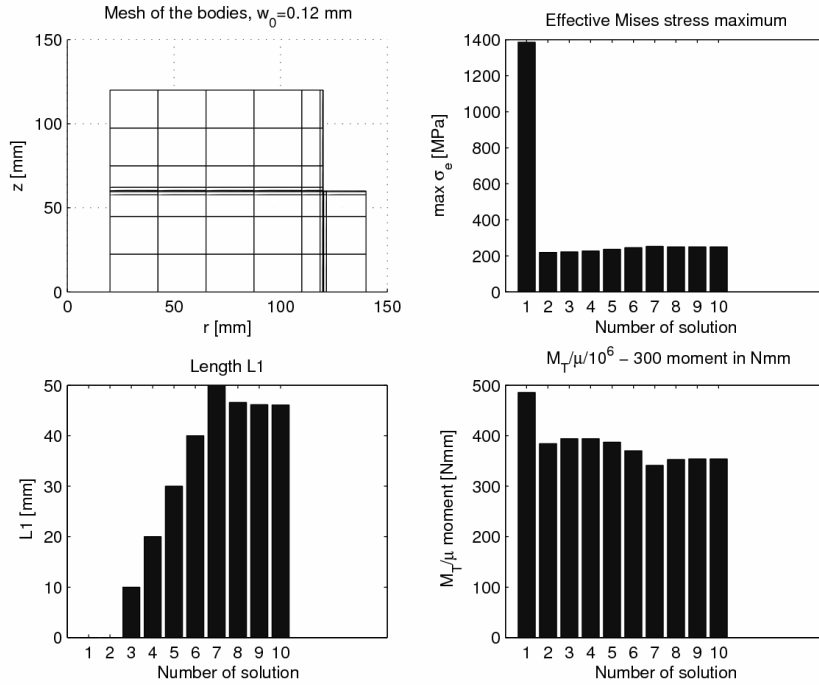 Mesh of the bodies, w₀=0.12 mm
150
100
50
0
z [mm]
0 50 100 150
r [mm]
Effective Mises stress maximum
1400
1200
1000
800
600
400
200
0
max σₑ [MPa]
1 2 3 4 5 6 7 8 9 10
Number of solution
Length L1
50
40
30
20
10
0
L1 [mm]
1 2 3 4 5 6 7 8 9 10
Number of solution
M_T/μ/10⁶ − 300 moment in Nmm
500
400
300
200
100
0
M_T/μ moment [Nmm]
1 2 3 4 5 6 7 8 9 10
Number of solution